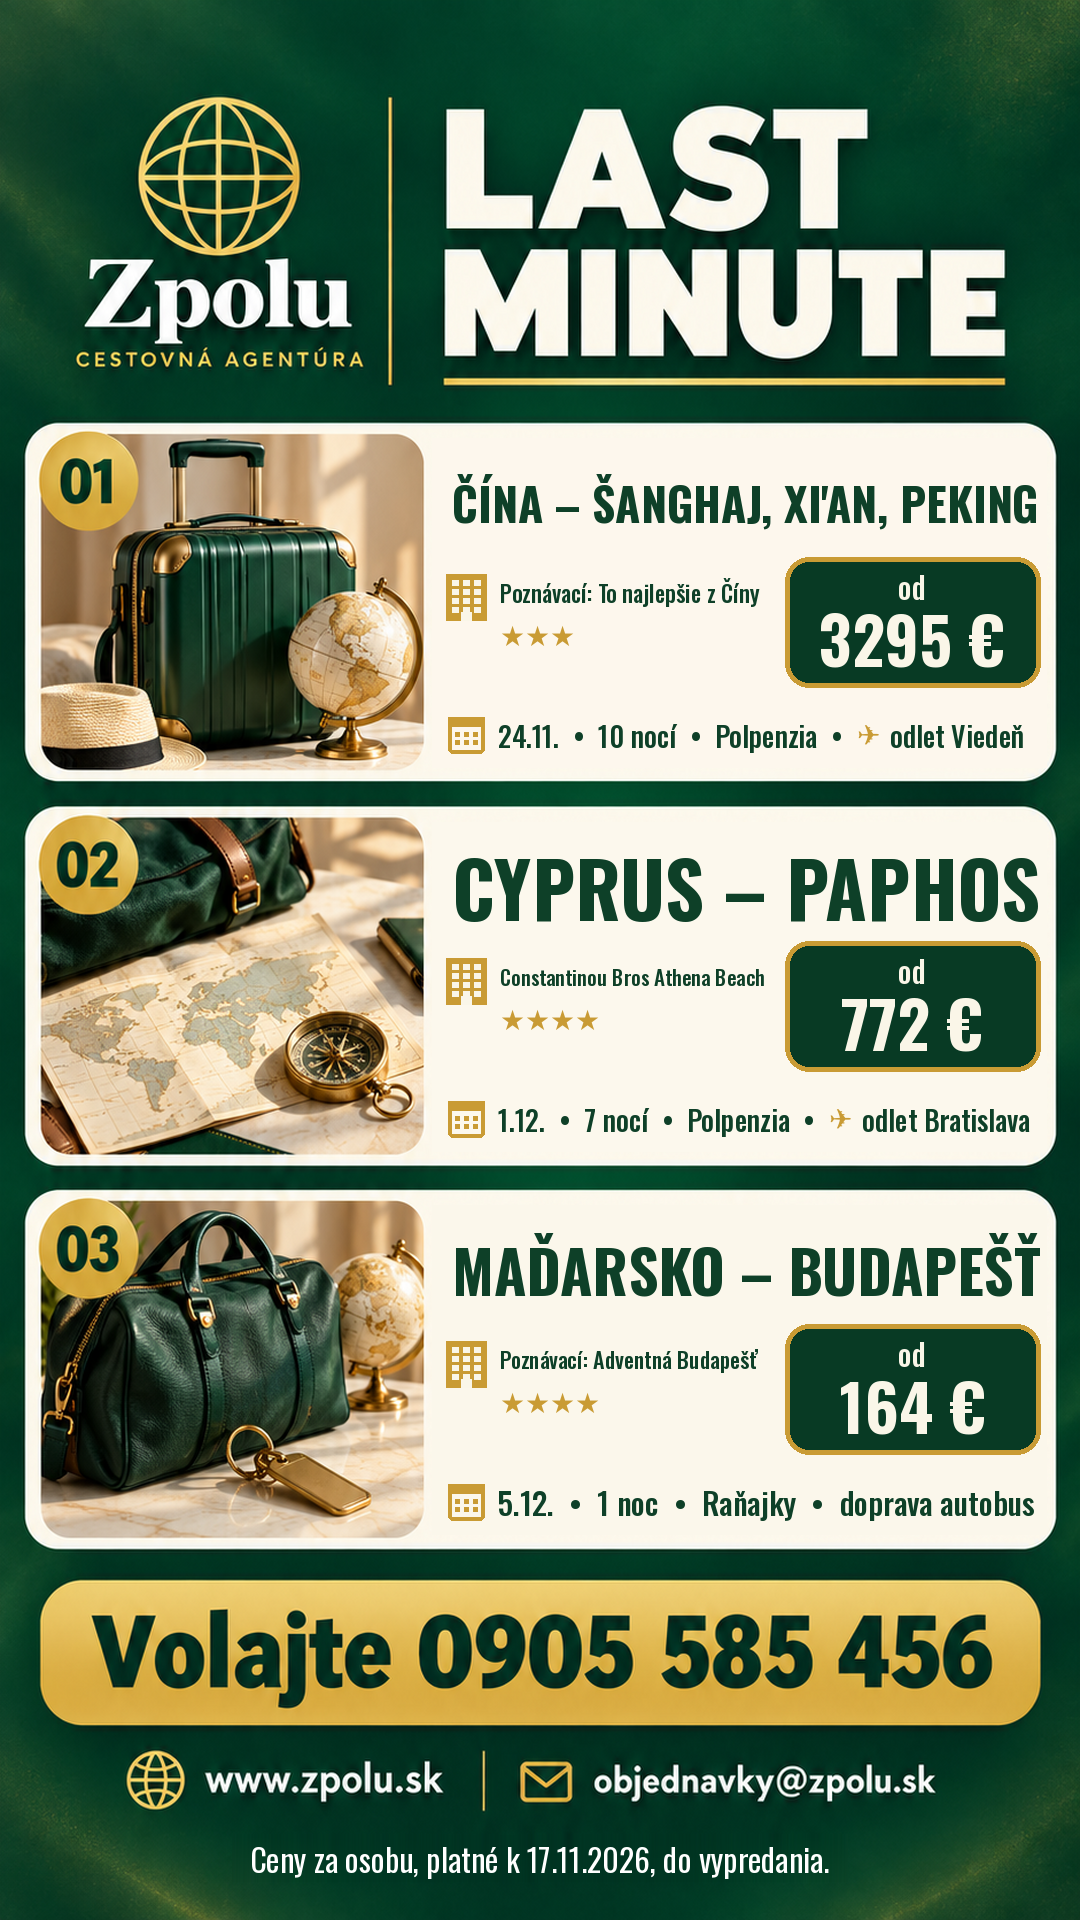 Zpolu
CESTOVNÁ AGENTÚRA
LAST
MINUTE
01
ČÍNA – ŠANGHAJ, XI'AN, PEKING
Poznávací: To najlepšie z Číny
★★★
od
3295 €
24.11. • 10 nocí • Polpenzia • ✈ odlet Viedeň
02
CYPRUS – PAPHOS
Constantinou Bros Athena Beach
★★★★
od
772 €
1.12. • 7 nocí • Polpenzia • ✈ odlet Bratislava
03
MAĎARSKO – BUDAPEŠŤ
Poznávací: Adventná Budapešť
★★★★
od
164 €
5.12. • 1 noc • Raňajky • doprava autobus
Volajte 0905 585 456
www.zpolu.sk
objednavky@zpolu.sk
Ceny za osobu, platné k 17.11.2026, do vypredania.